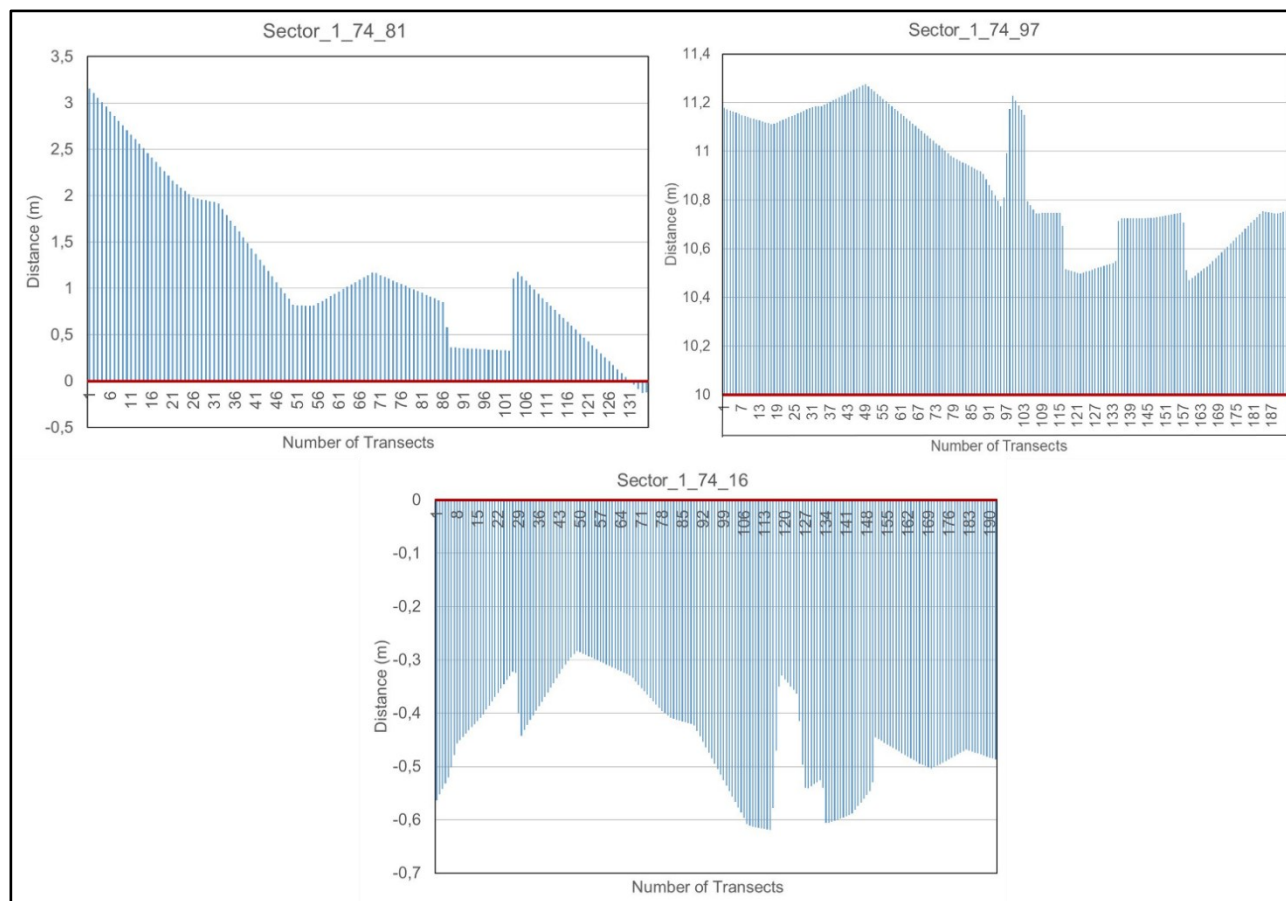 Sector_1_74_81
3,5
3
2,5
2
1,5
1
0,5
0
-0,5
Distance (m)
1 6 11 16 21 26 31 36 41 46 51 56 61 66 71 76 81 86 91 96 101 106 111 116 121 126 131
Number of Transects
Sector_1_74_97
11,4
11,2
11
10,8
10,6
10,4
10,2
10
Distance (m)
1 7 13 19 25 31 37 43 49 55 61 67 73 79 85 91 97 103 109 115 121 127 133 139 145 151 157 163 169 175 181 187
Number of Transects
Sector_1_74_16
0
-0,1
-0,2
-0,3
-0,4
-0,5
-0,6
-0,7
Distance (m)
1 8 15 22 29 36 43 50 57 64 71 78 85 92 99 106 113 120 127 134 141 148 155 162 169 176 183 190
Number of Transects